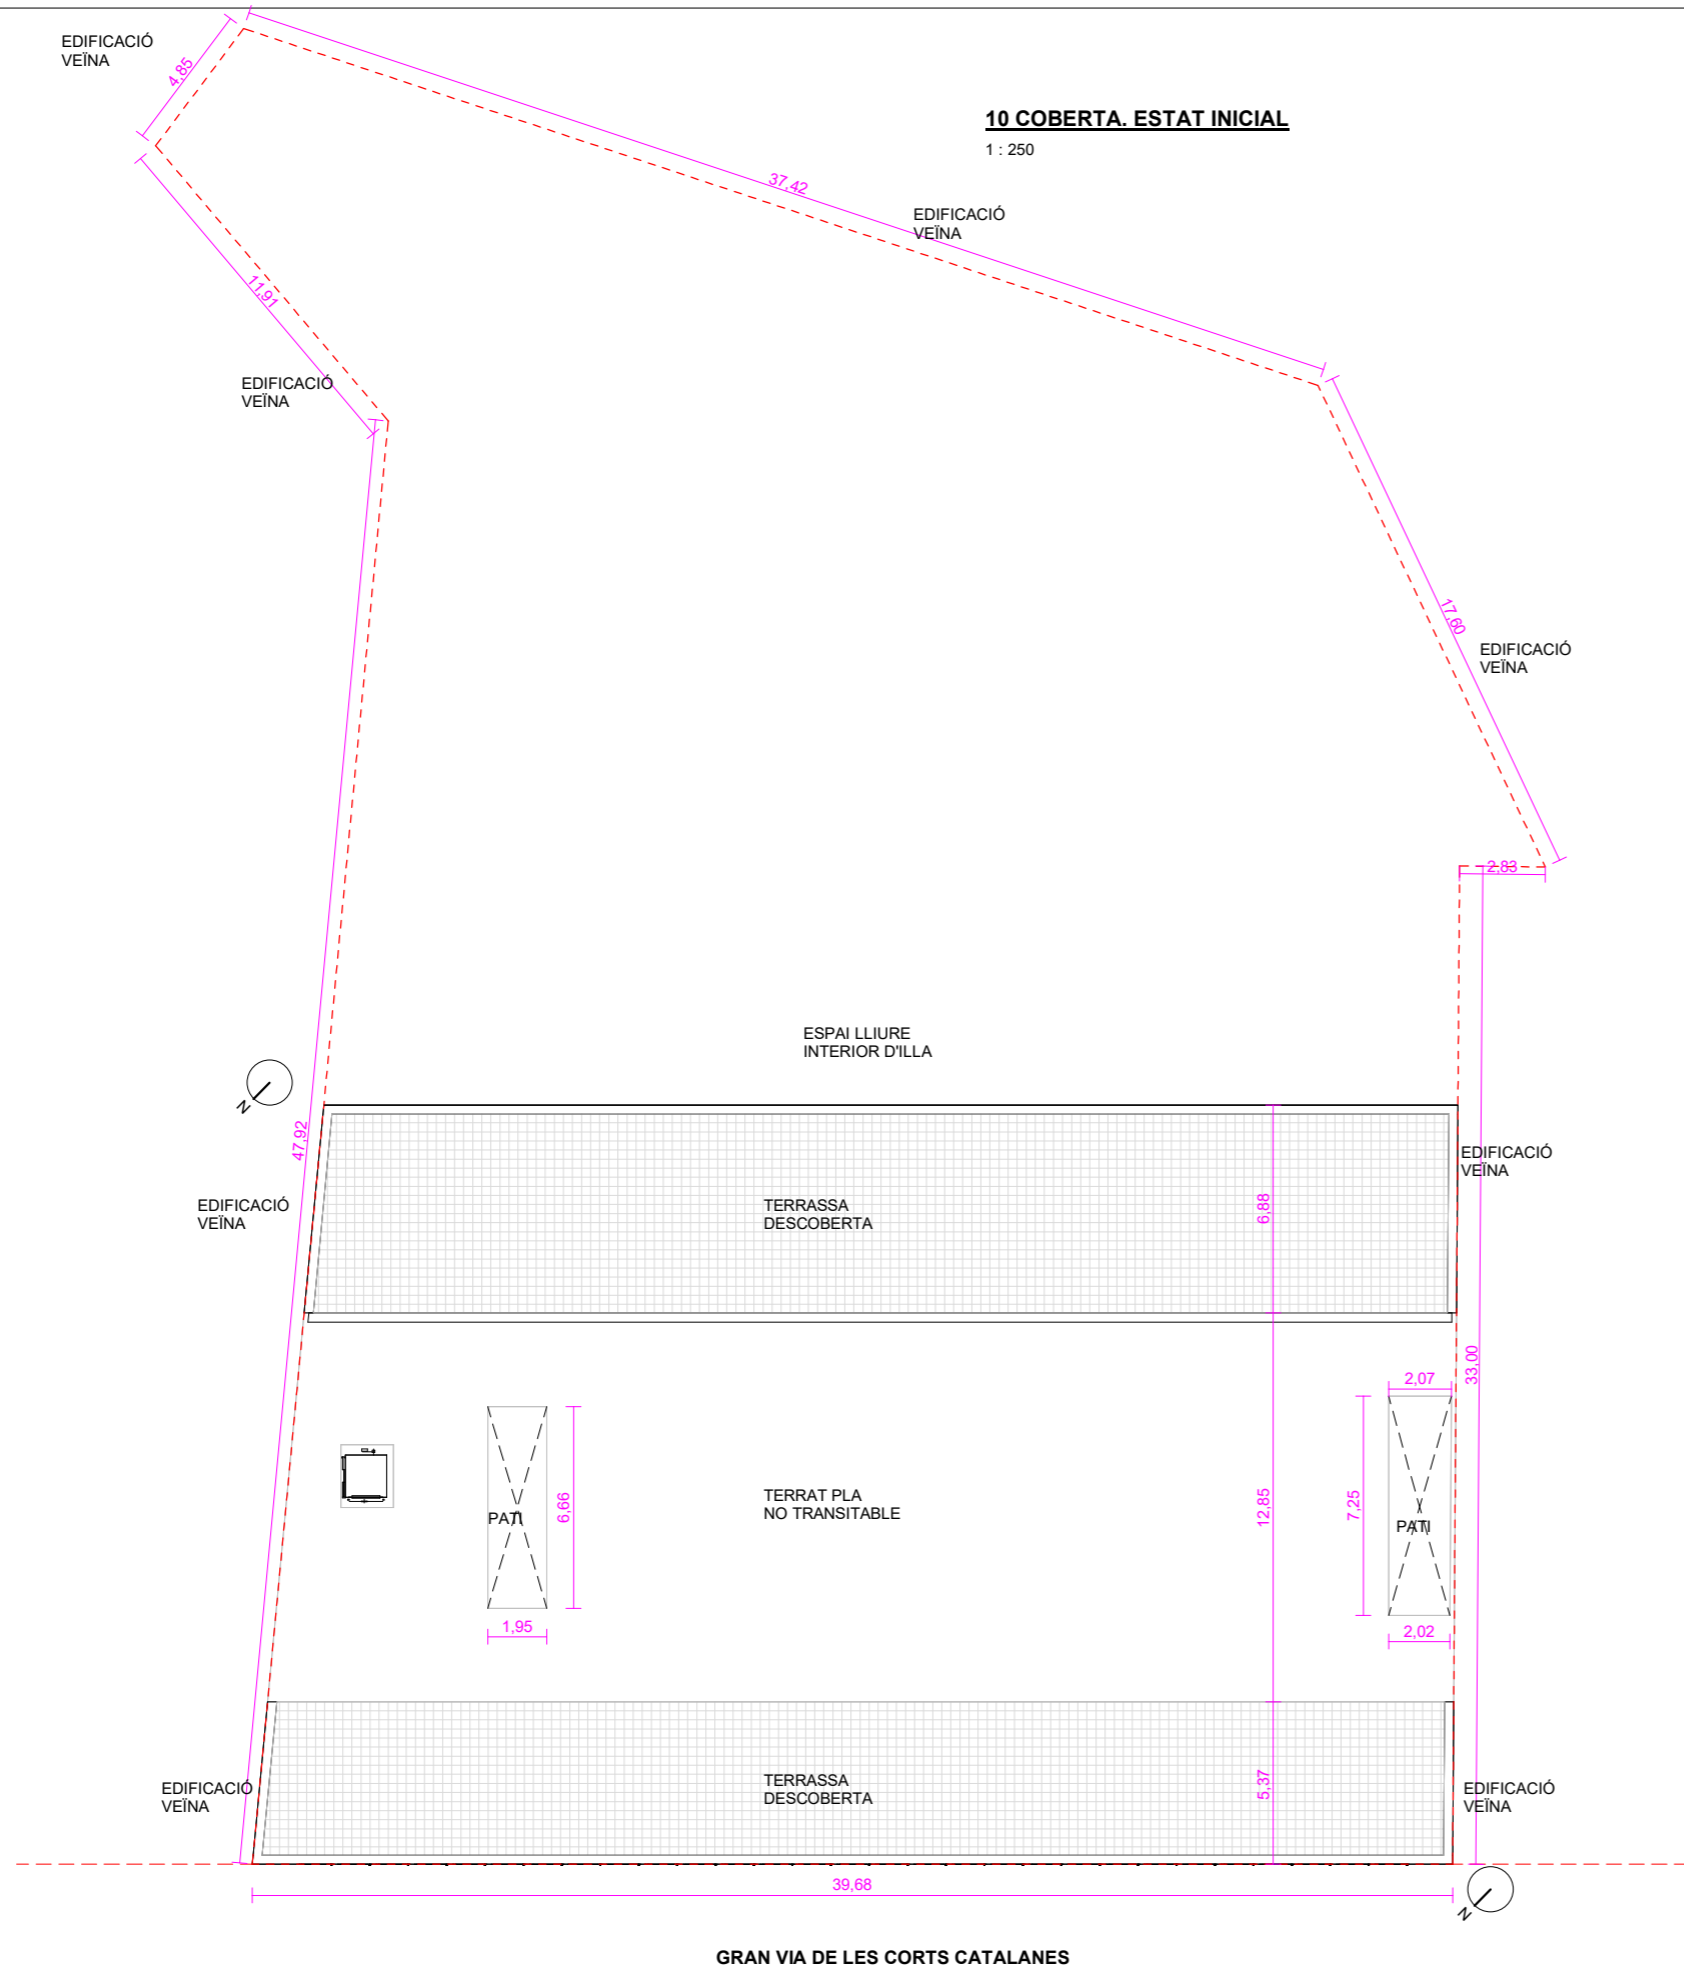 EDIFICACIÓ
VEÏNA
4,85
10 COBERTA. ESTAT INICIAL
1 : 250
37,42
EDIFICACIÓ
VEÏNA
11,91
EDIFICACIÓ
VEÏNA
17,60
EDIFICACIÓ
VEÏNA
2,83
ESPAI LLIURE
INTERIOR D'ILLA
N
47,92
EDIFICACIÓ
VEÏNA
EDIFICACIÓ
VEÏNA
TERRASSA
DESCOBERTA
6,88
33,00
2,07
PATI
6,66
TERRAT PLA
NO TRANSITABLE
12,85
7,25
PATI
1,95
2,02
EDIFICACIÓ
VEÏNA
TERRASSA
DESCOBERTA
5,37
EDIFICACIÓ
VEÏNA
39,68
N
GRAN VIA DE LES CORTS CATALANES